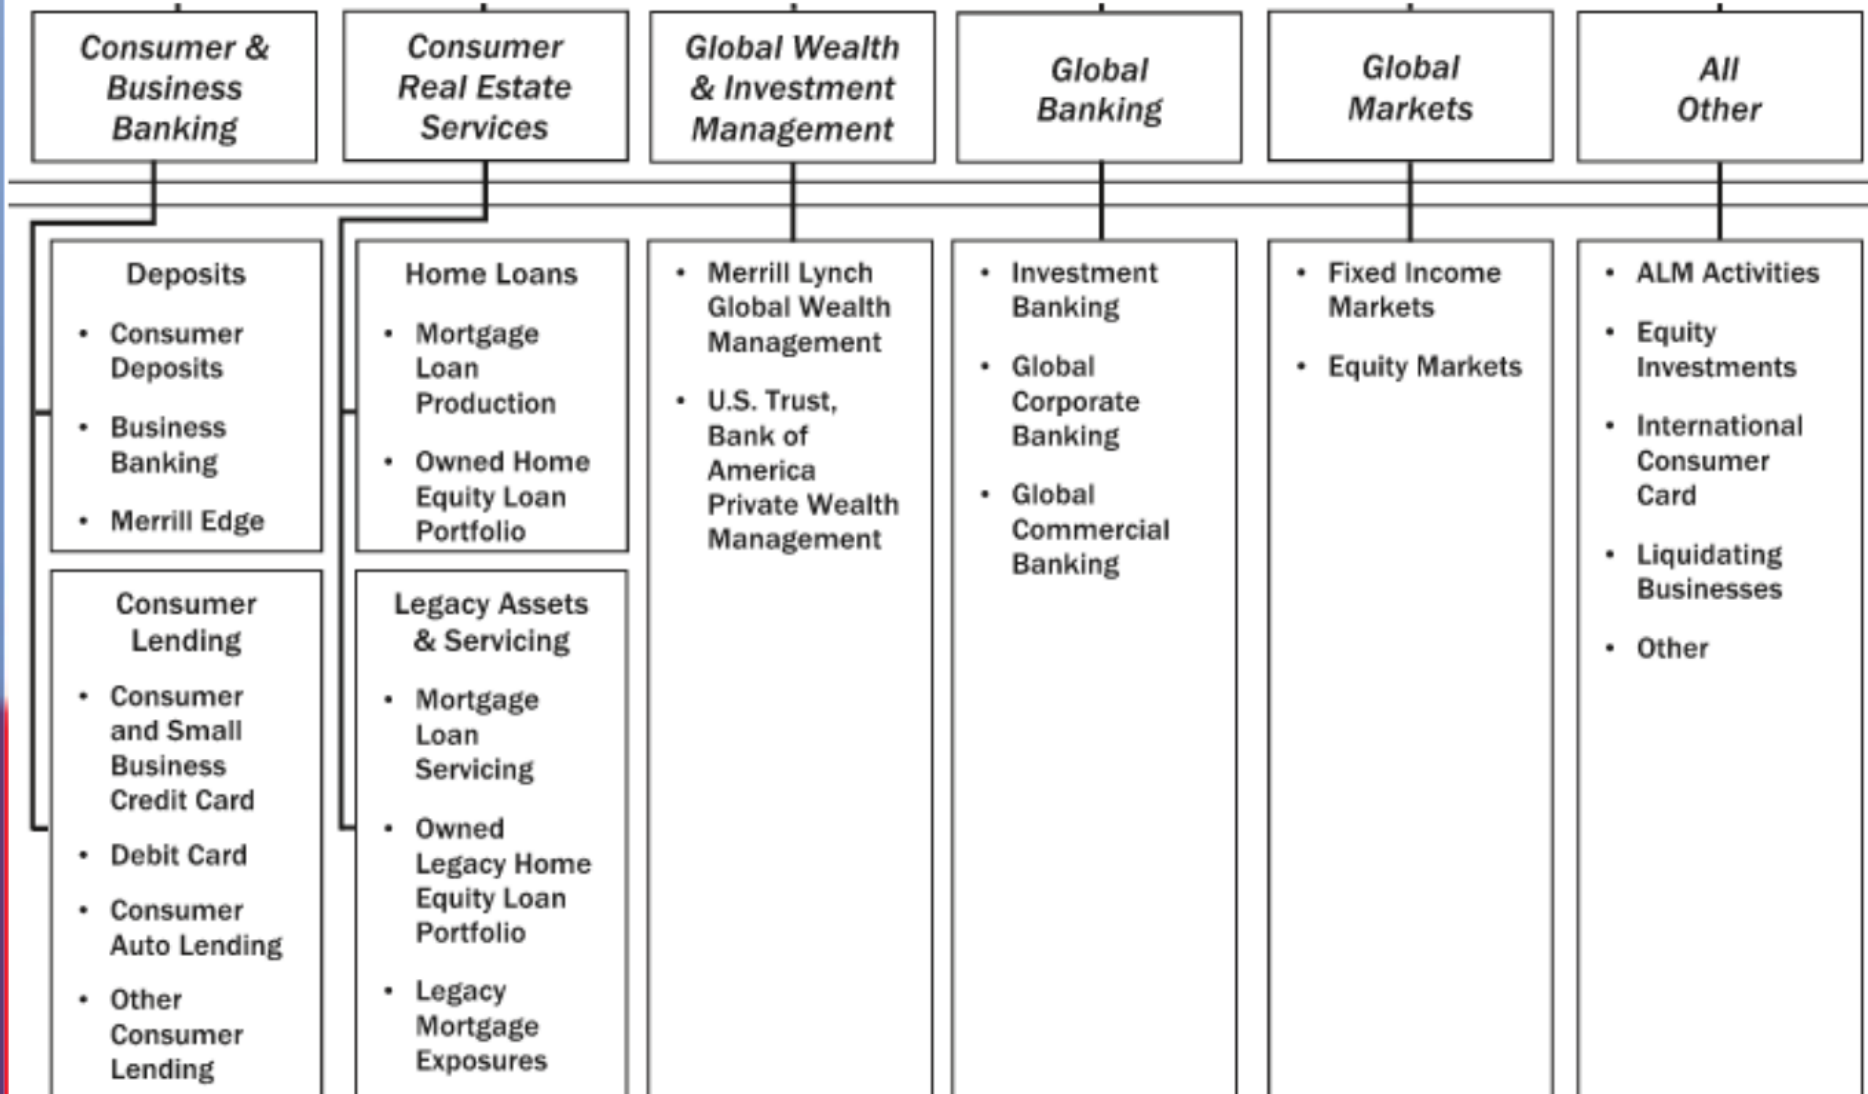 Consumer &
Business
Banking
Consumer
Real Estate
Services
Global Wealth
& Investment
Management
Global
Banking
Global
Markets
All
Other
Deposits
• Consumer
Deposits
• Business
Banking
• Merrill Edge
Consumer
Lending
• Consumer
and Small
Business
Credit Card
• Debit Card
• Consumer
Auto Lending
• Other
Consumer
Lending
Home Loans
• Mortgage
Loan
Production
• Owned Home
Equity Loan
Portfolio
Legacy Assets
& Servicing
• Mortgage
Loan
Servicing
• Owned
Legacy Home
Equity Loan
Portfolio
• Legacy
Mortgage
Exposures
• Merrill Lynch
Global Wealth
Management
• U.S. Trust,
Bank of
America
Private Wealth
Management
• Investment
Banking
• Global
Corporate
Banking
• Global
Commercial
Banking
• Fixed Income
Markets
• Equity Markets
• ALM Activities
• Equity
Investments
• International
Consumer
Card
• Liquidating
Businesses
• Other